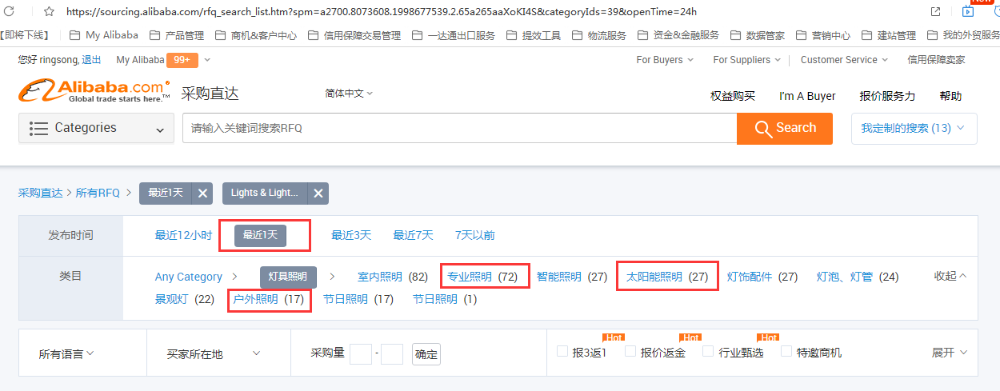 https://sourcing.alibaba.com/rfq_search_list.htm?spm=a2700.8073608.1998677539.2.65a265aaXoKI4S&categoryIds=39&openTime=24h
【即将下线】 My Alibaba 产品管理 商机&客户中心 信用保障交易管理 一达通出口服务 提效工具 物流服务 资金&金融服务 数据管家 营销中心 建站管理 我的外贸服务
您好 ringsong, 退出 My Alibaba 99+ For Buyers For Suppliers Customer Service 信用保障卖家
Alibaba.com® 采购直达 简体中文 权益购买 I'm A Buyer 报价服务力 帮助
Global trade starts here.™
Categories 请输入关键词搜索RFQ Search 我定制的搜索 (13)
采购直达 > 所有RFQ > 最近1天 Lights & Light...
发布时间 最近12小时 最近1天 最近3天 最近7天 7天以前
类目 Any Category > 灯具照明 > 室内照明 (82) 专业照明 (72) 智能照明 (27) 太阳能照明 (27) 灯饰配件 (27) 灯泡、灯管 (24) 收起
景观灯 (22) 户外照明 (17) 节日照明 (17) 节日照明 (1)
Hot Hot Hot
所有语言 买家所在地 采购量 - 确定 报3返1 报价返金 行业甄选 特邀商机 展开